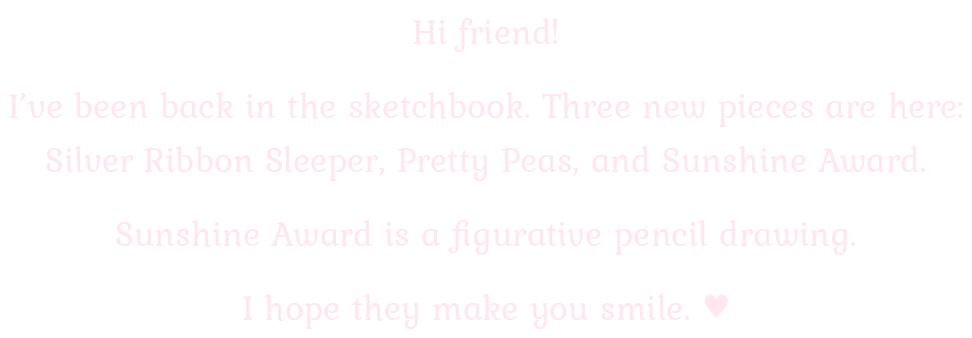 Hi friend!
I've been back in the sketchbook. Three new pieces are here:
Silver Ribbon Sleeper, Pretty Peas, and Sunshine Award.
Sunshine Award is a figurative pencil drawing.
I hope they make you smile. ♥